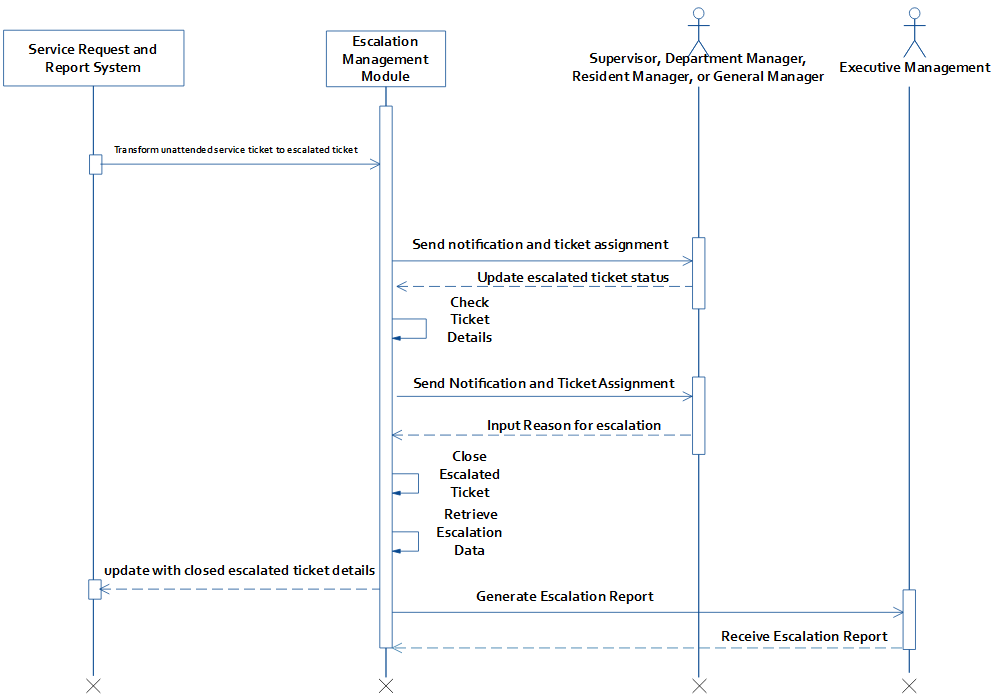 Service Request and
Report System
Escalation
Management
Module
Supervisor, Department Manager,
Resident Manager, or General Manager
Executive Management
Transform unattended service ticket to escalated ticket
Send notification and ticket assignment
Update escalated ticket status
Check
Ticket
Details
Send Notification and Ticket Assignment
Input Reason for escalation
Close
Escalated
Ticket
Retrieve
Escalation
Data
update with closed escalated ticket details
Generate Escalation Report
Receive Escalation Report